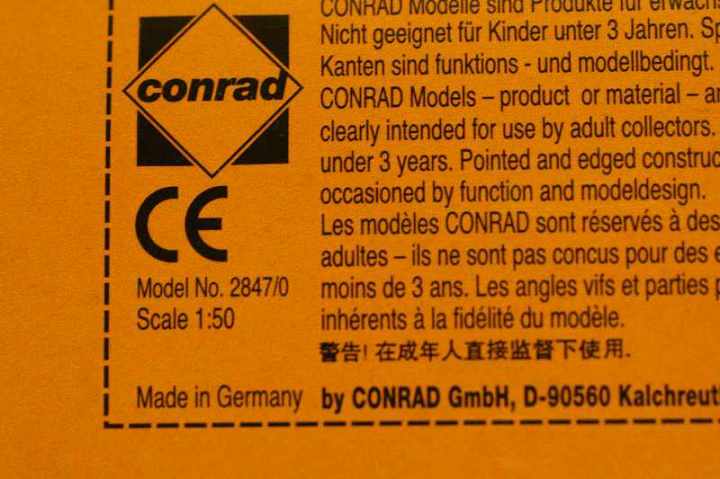 conrad
CE
Model No. 2847/0
Scale 1:50
Made in Germany
CONRAD Modelle sind Produkte für
Nicht geeignet für Kinder unter 3 Jahren.
Kanten sind funktions - und modellbedingt.
CONRAD Models – product or material –
clearly intended for use by adult collectors.
under 3 years. Pointed and edged
occasioned by function and modeldesign.
Les modèles CONRAD sont réservés à des
adultes – ils ne sont pas concus pour des
moins de 3 ans. Les angles vifs et parties
inhérents à la fidélité du modèle.
警告! 在成年人直接监督下使用.
by CONRAD GmbH, D-90560